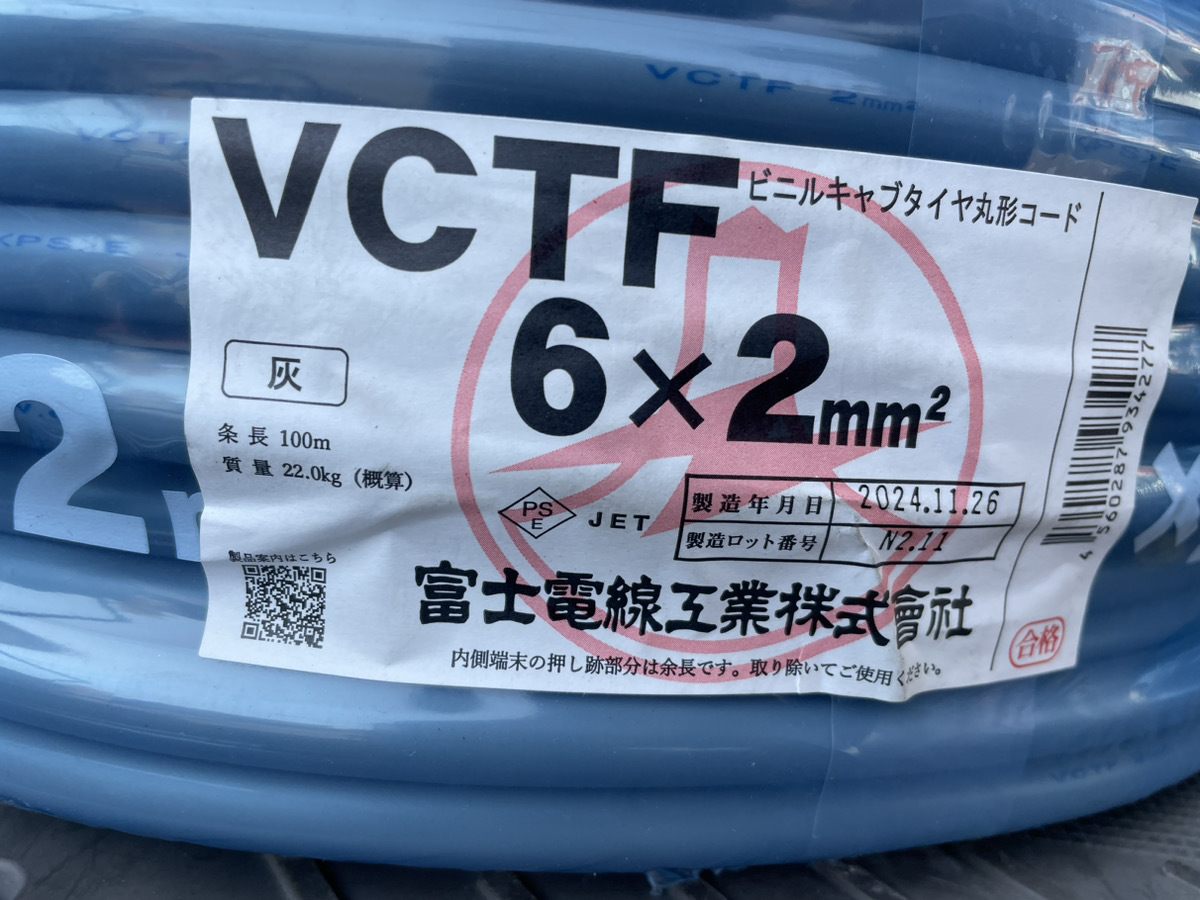 VCTF 2mm²
VCTF
ビニルキャブタイヤ丸形コード
6×2mm²
灰
条長 100m
質量 22.0kg (概算)
PS
E
JET
製造年月日 2024.11.26
製造ロット番号 N2.11
製品案内はこちら
富士電線工業株式會社
内側端末の押し跡部分は余長です。取り除いてご使用ください。
合格
4 560287 934277
2